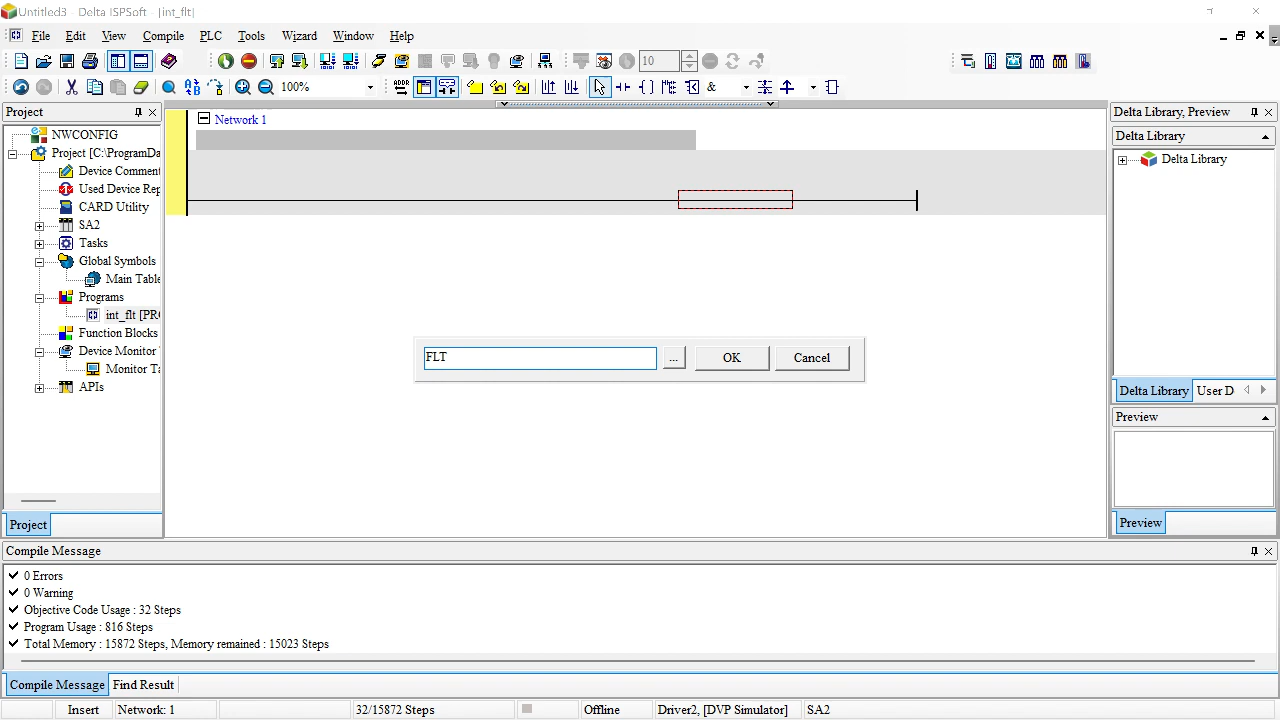 Untitled3 - Delta ISPSoft - [int_flt]
File Edit View Compile PLC Tools Wizard Window Help
10
100%
&
Project
NWCONFIG
Project [C:\ProgramDa
Device Comment
Used Device Rep
CARD Utility
SA2
Tasks
Global Symbols
Main Table
Programs
int_flt [PR
Function Blocks
Device Monitor
Monitor Ta
APIs
Project
Network 1
FLT
...
OK
Cancel
Delta Library, Preview
Delta Library
Delta Library
Delta Library User D
Preview
Preview
Compile Message
0 Errors
0 Warning
Objective Code Usage : 32 Steps
Program Usage : 816 Steps
Total Memory : 15872 Steps, Memory remained : 15023 Steps
Compile Message Find Result
Insert Network: 1 32/15872 Steps Offline Driver2, [DVP Simulator] SA2